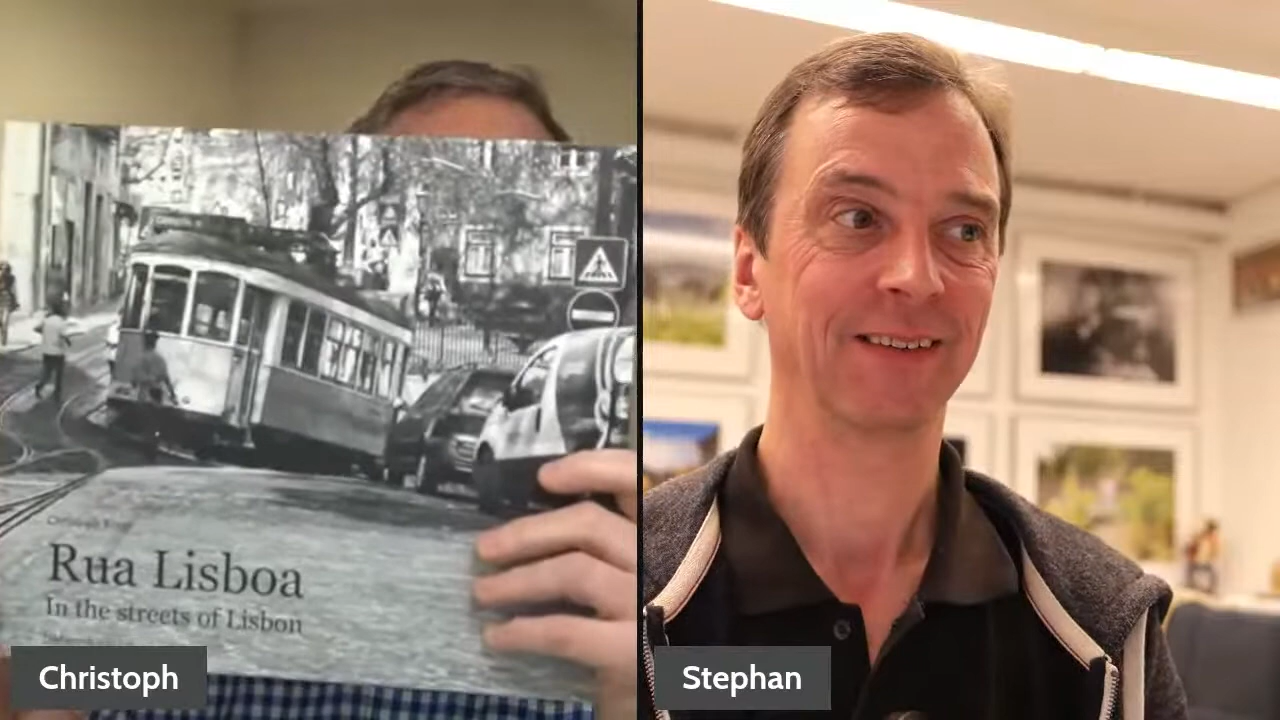 Rua Lisboa
In the streets of Lisbon
Christoph
Stephan